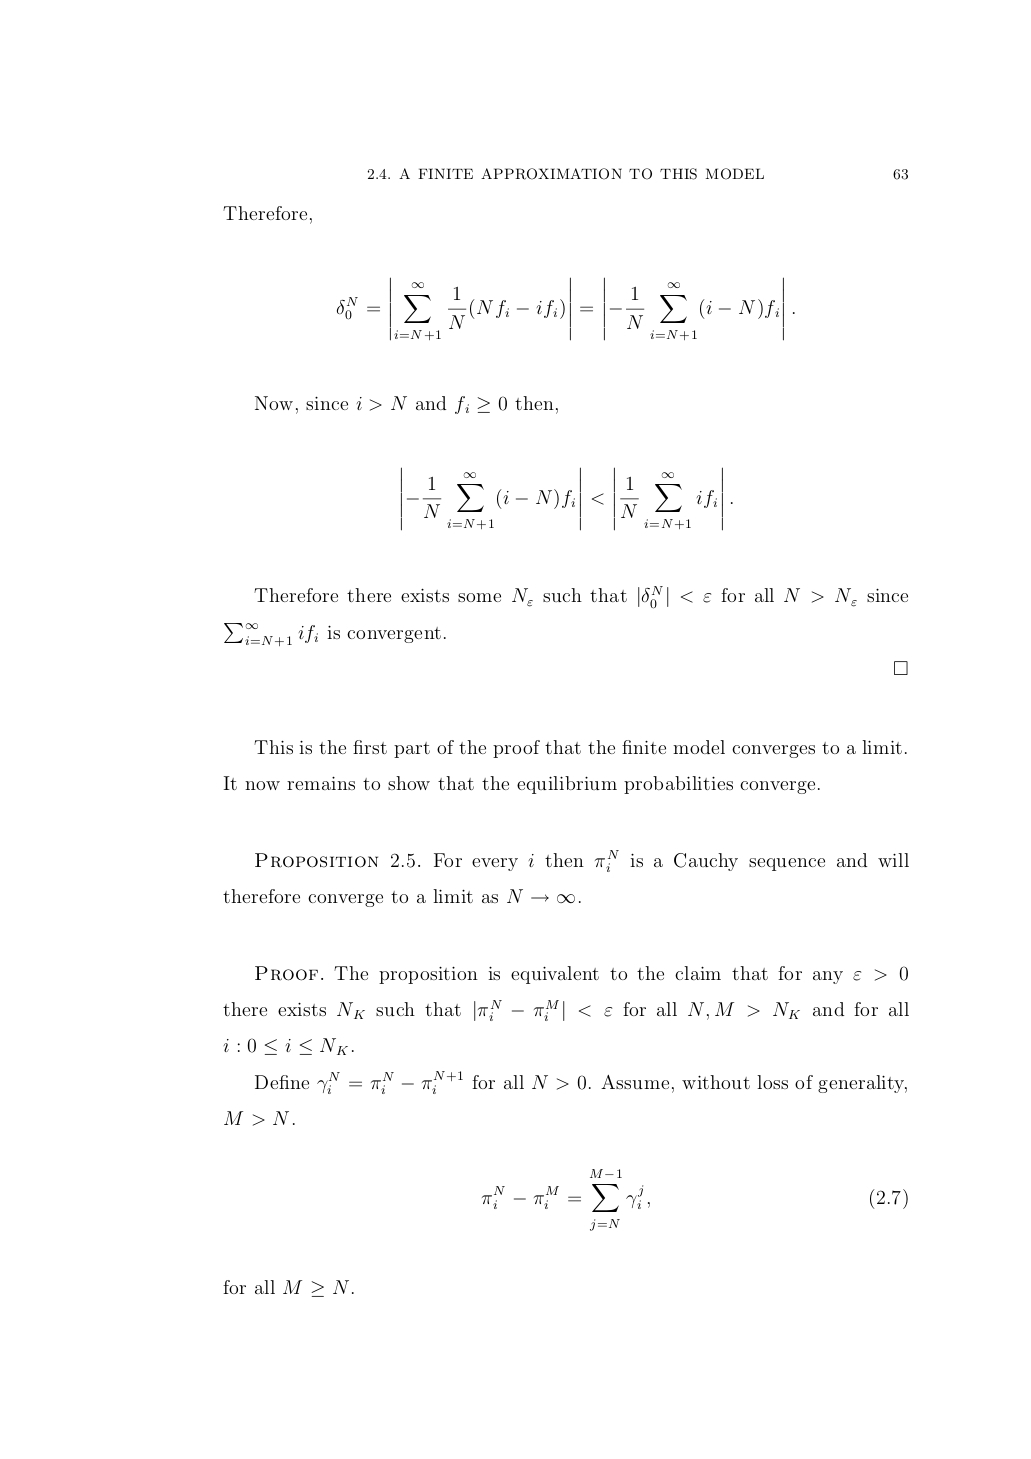 2.4. A FINITE APPROXIMATION TO THIS MODEL 63
Therefore,
$\delta_0^N = \left| \sum_{i=N+1}^{\infty} \frac{1}{N}(Nf_i - if_i) \right| = \left| -\frac{1}{N} \sum_{i=N+1}^{\infty} (i - N)f_i \right|.$
Now, since $i > N$ and $f_i \geq 0$ then,
$\left| -\frac{1}{N} \sum_{i=N+1}^{\infty} (i - N)f_i \right| < \left| \frac{1}{N} \sum_{i=N+1}^{\infty} if_i \right|.$
Therefore there exists some $N_\varepsilon$ such that $|\delta_0^N| < \varepsilon$ for all $N > N_\varepsilon$ since
$\sum_{i=N+1}^{\infty} if_i$ is convergent.
□
This is the first part of the proof that the finite model converges to a limit.
It now remains to show that the equilibrium probabilities converge.
PROPOSITION 2.5. For every $i$ then $\pi_i^N$ is a Cauchy sequence and will
therefore converge to a limit as $N \to \infty$.
PROOF. The proposition is equivalent to the claim that for any $\varepsilon > 0$
there exists $N_K$ such that $|\pi_i^N - \pi_i^M| < \varepsilon$ for all $N, M > N_K$ and for all
$i : 0 \leq i \leq N_K$.
Define $\gamma_i^N = \pi_i^N - \pi_i^{N+1}$ for all $N > 0$. Assume, without loss of generality,
$M > N$.
$\pi_i^N - \pi_i^M = \sum_{j=N}^{M-1} \gamma_i^j,$ (2.7)
for all $M \geq N$.